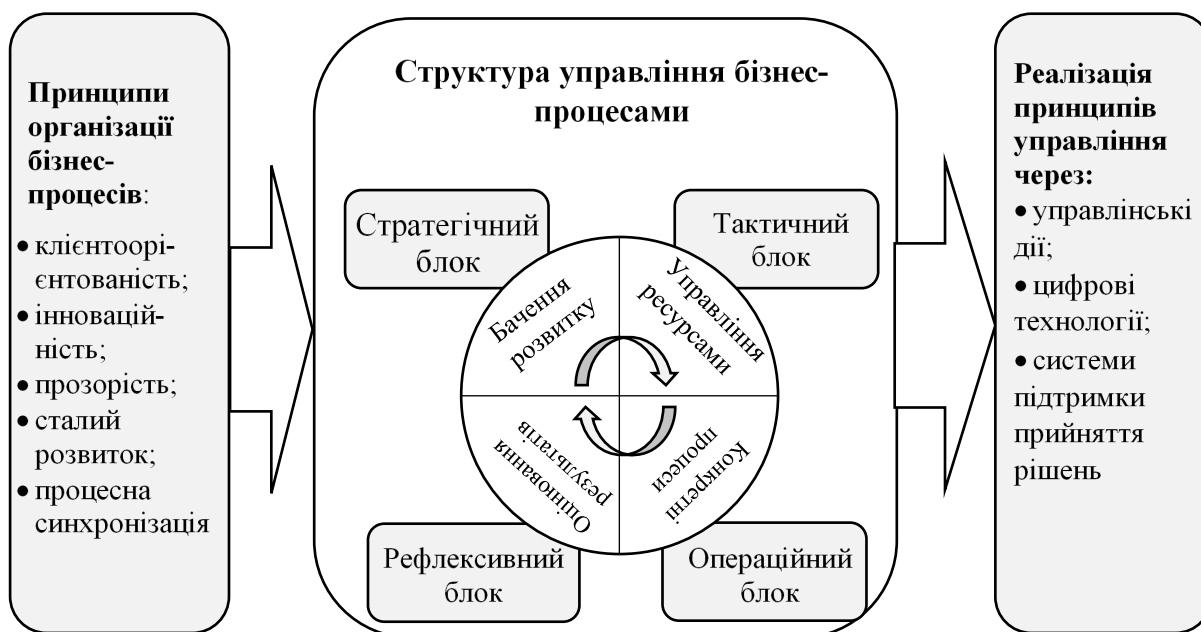 Принципи
організації
бізнес-
процесів:
• клієнтоорі-
єнтованість;
• інновацій-
ність;
• прозорість;
• сталий
розвиток;
• процесна
синхронізація
Структура управління бізнес-
процесами
Стратегічний
блок
Тактичний
блок
Бачення
розвитку
Управління
ресурсами
Оцінювання
результатів
Конкретні
процеси
Рефлексивний
блок
Операційний
блок
Реалізація
принципів
управління
через:
• управлінські
дії;
• цифрові
технології;
• системи
підтримки
прийняття
рішень